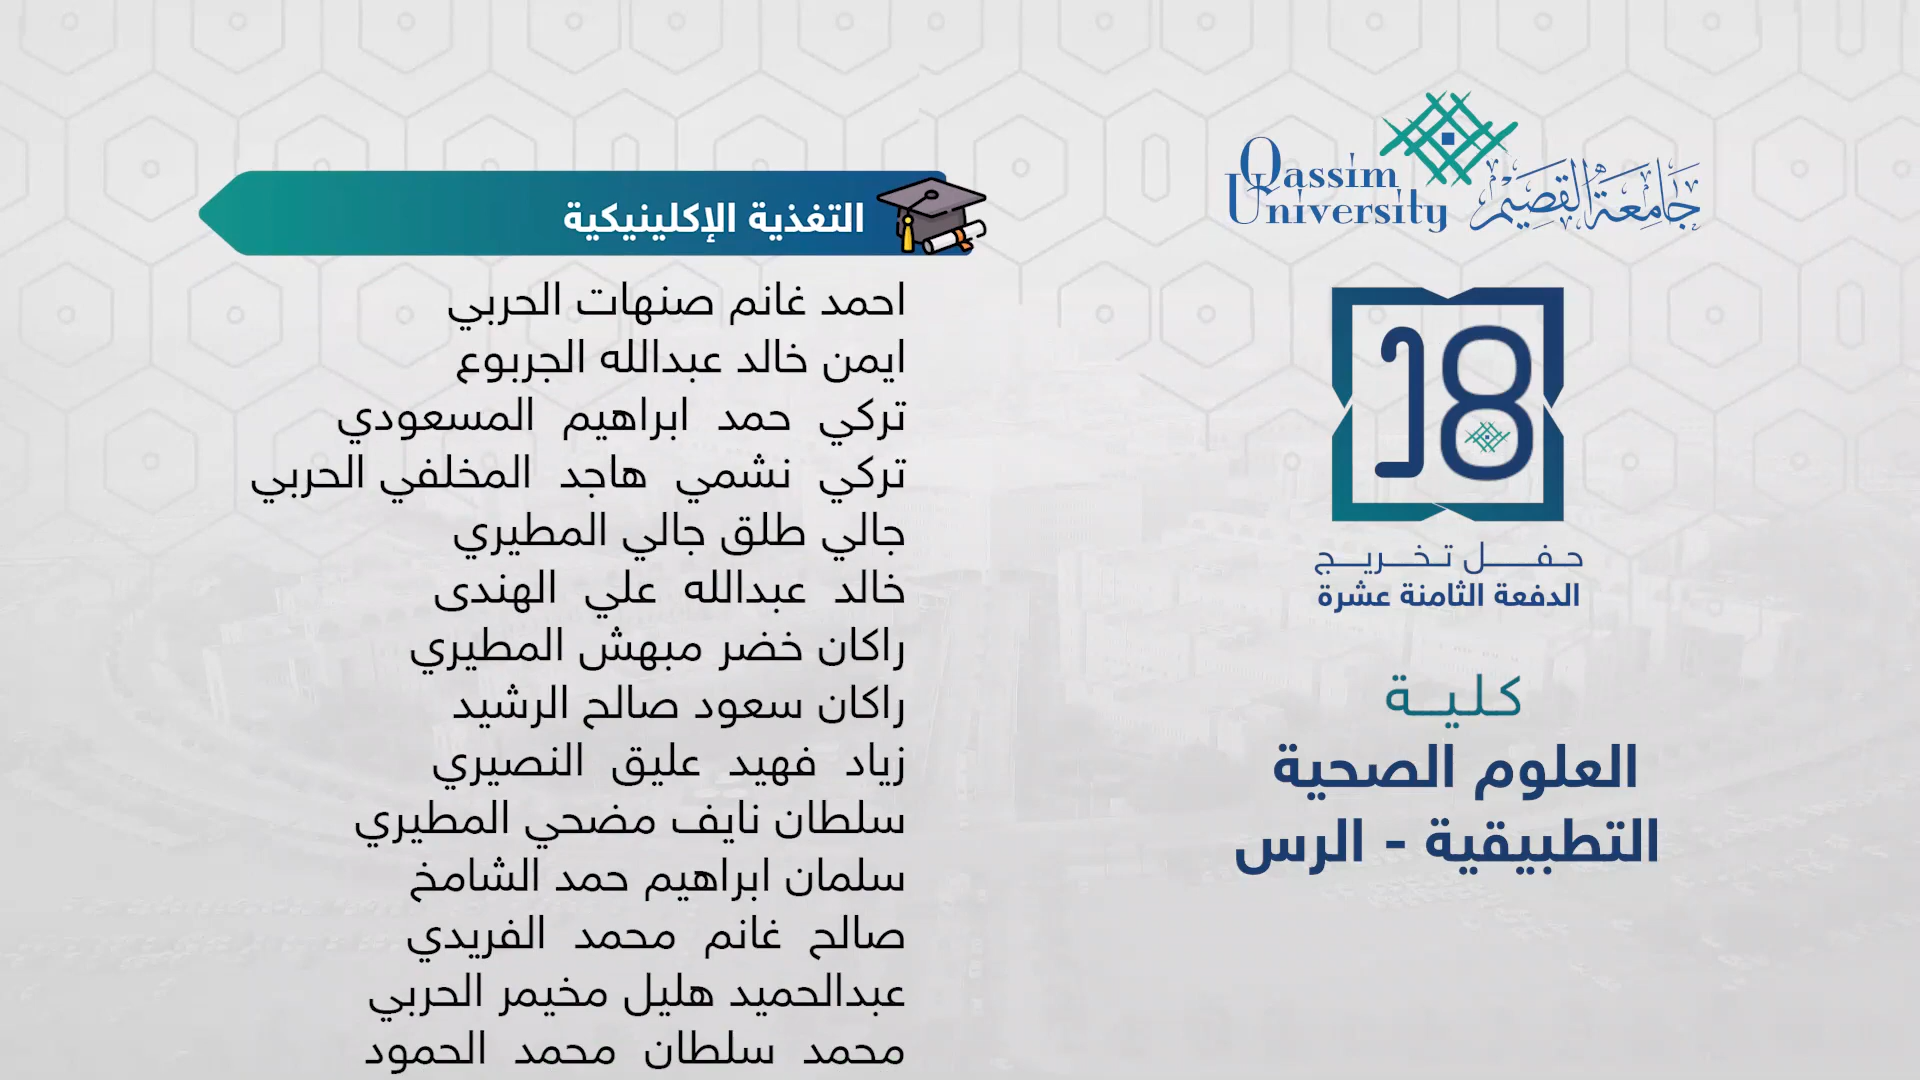 Qassim
University
جامعة القصيم
18
حفل تخريج
الدفعة الثامنة عشرة
كلية
العلوم الصحية
التطبيقية - الرس
التغذية الإكلينيكية
احمد غانم صنهات الحربي
ايمن خالد عبدالله الجربوع
تركي حمد ابراهيم المسعودي
تركي نشمي هاجد المخلفي الحربي
جالي طلق جالي المطيري
خالد عبدالله علي الهندى
راكان خضر مبهش المطيري
راكان سعود صالح الرشيد
زياد فهيد عليق النصيري
سلطان نايف مضحي المطيري
سلمان ابراهيم حمد الشامخ
صالح غانم محمد الفريدي
عبدالحميد هليل مخيمر الحربي
محمد سلطان محمد الحمود